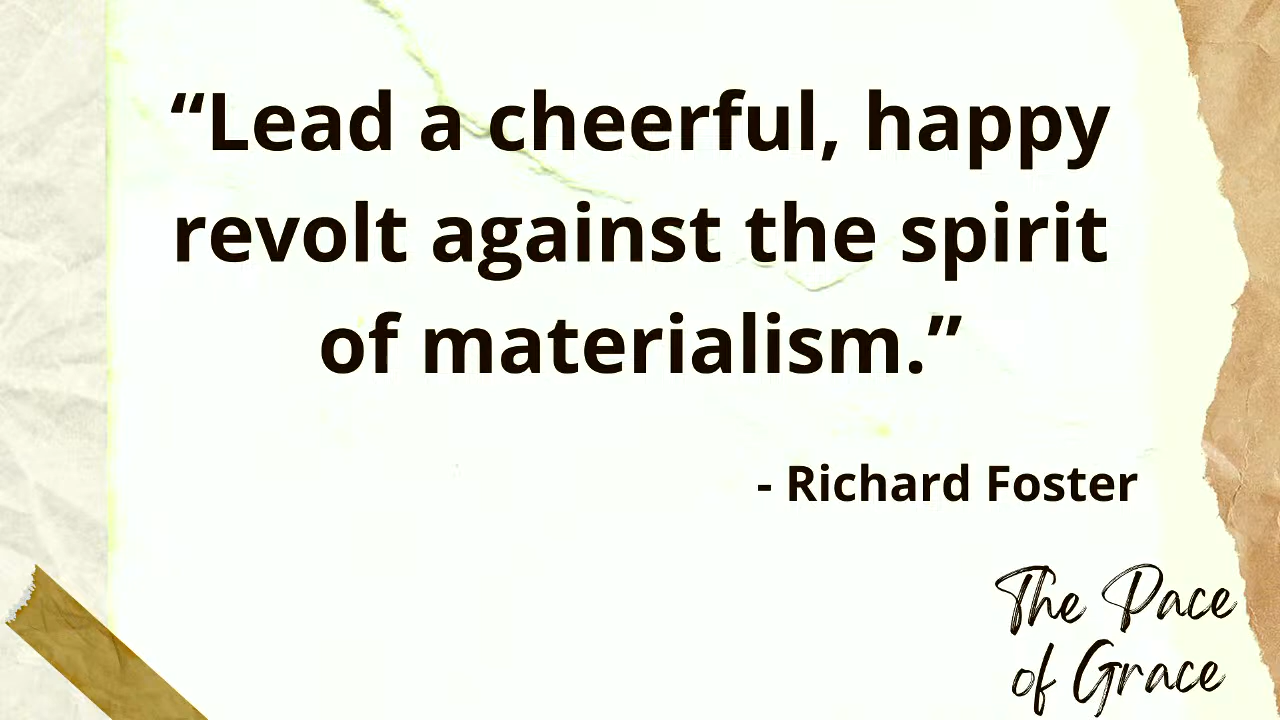 “Lead a cheerful, happy
revolt against the spirit
of materialism.”
- Richard Foster
The Pace
of Grace